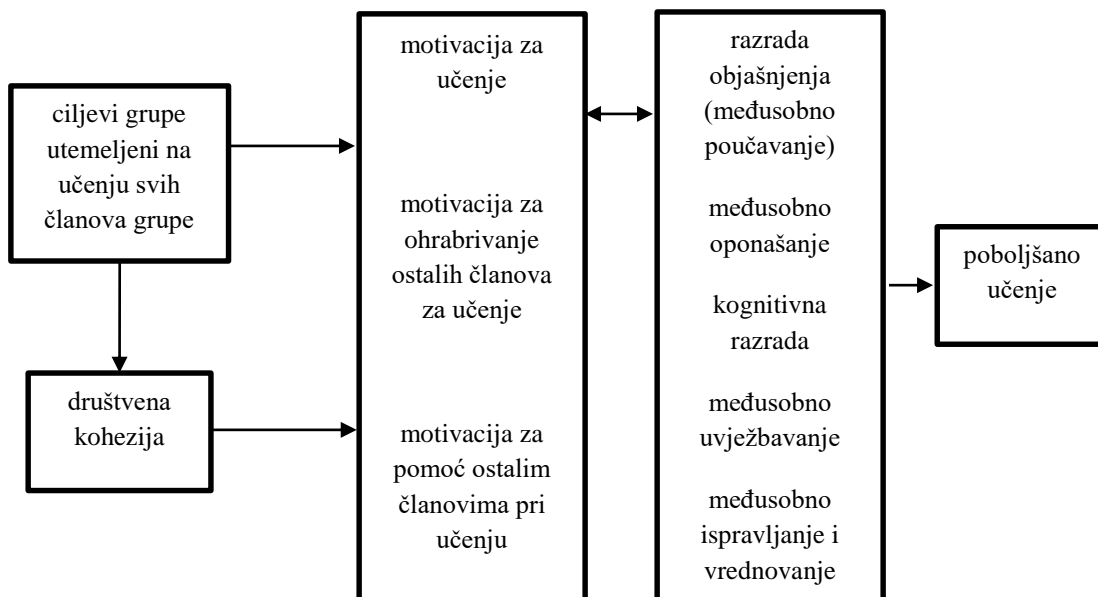 ciljevi grupe
utemeljeni na
učenju svih
članova grupe
društvena
kohezija
motivacija za
učenje
motivacija za
ohrabrivanje
ostalih članova
za učenje
motivacija za
pomoć ostalim
članovima pri
učenju
razrada
objašnjenja
(međusobno
poučavanje)
međusobno
oponašanje
kognitivna
razrada
međusobno
uvježbavanje
međusobno
ispravljanje i
vrednovanje
poboljšano
učenje